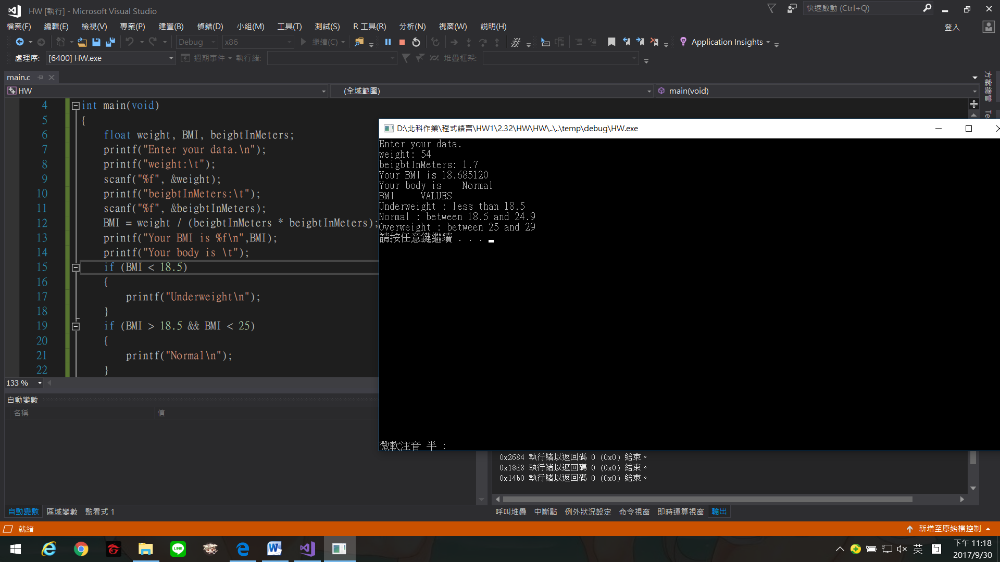 HW [執行] - Microsoft Visual Studio
快速啟動 (Ctrl+Q)
檔案(F) 編輯(E) 檢視(V) 專案(P) 建置(B) 偵錯(D) 小組(M) 工具(T) 測試(S) R 工具(R) 分析(N) 視窗(W) 說明(H)
登入
Debug x86 繼續(C) Application Insights
處理序: [6400] HW.exe 週期事件 執行緒: 堆疊框架:
main.c
方案總管
Te
HW (全域範圍) main(void)
4 int main(void)
5 {
6 float weight, BMI, beigbtInMeters;
7 printf("Enter your data.\n");
8 printf("weight:\t");
9 scanf("%f", &weight);
10 printf("beigbtInMeters:\t");
11 scanf("%f", &beigbtInMeters);
12 BMI = weight / (beigbtInMeters * beigbtInMeters);
13 printf("Your BMI is %f\n",BMI);
14 printf("Your body is \t");
15 if (BMI < 18.5)
16 {
17 printf("Underweight\n");
18 }
19 if (BMI > 18.5 && BMI < 25)
20 {
21 printf("Normal\n");
22 }
133 %
D:\北科作業\程式語言\HW1\2.32\HW\HW\..\..\temp\debug\HW.exe
Enter your data.
weight: 54
beigbtInMeters: 1.7
Your BMI is 18.685120
Your body is Normal
BMI VALUES
Underweight : less than 18.5
Normal : between 18.5 and 24.9
Overweight : between 25 and 29
請按任意鍵繼續 . . .
微軟注音 半 :
自動變數
名稱 值
0x2684 執行緒以返回碼 0 (0x0) 結束。
0x18d8 執行緒以返回碼 0 (0x0) 結束。
0x14b0 執行緒以返回碼 0 (0x0) 結束。
自動變數 區域變數 監看式 1
呼叫堆疊 中斷點 例外狀況設定 命令視窗 即時運算視窗 輸出
就緒
新增至原始檔控制
LINE
英
ㄅ
下午 11:18
2017/9/30